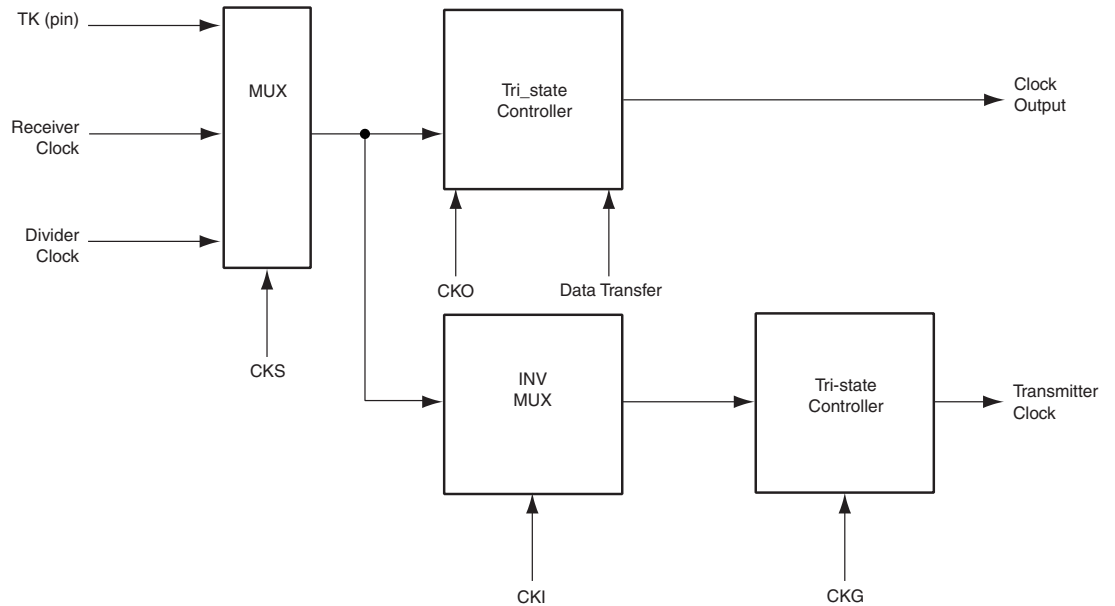 TK (pin)
MUX
Tri_state
Controller
Clock
Output
Receiver
Clock
Divider
Clock
CKO
Data Transfer
CKS
INV
MUX
Tri-state
Controller
Transmitter
Clock
CKI
CKG